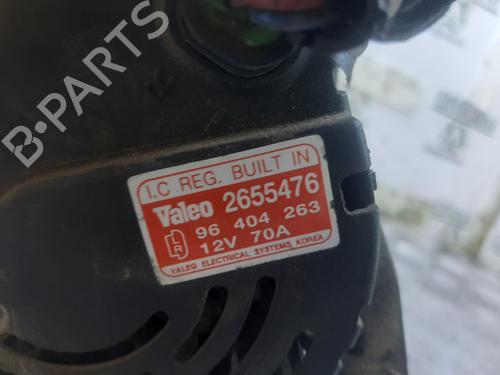 B-PARTS
I.C REG. BUILT IN
Valeo 2655476
96 404 263
L R 12V 70A
VALEO ELECTRICAL SYSTEMS KOREA